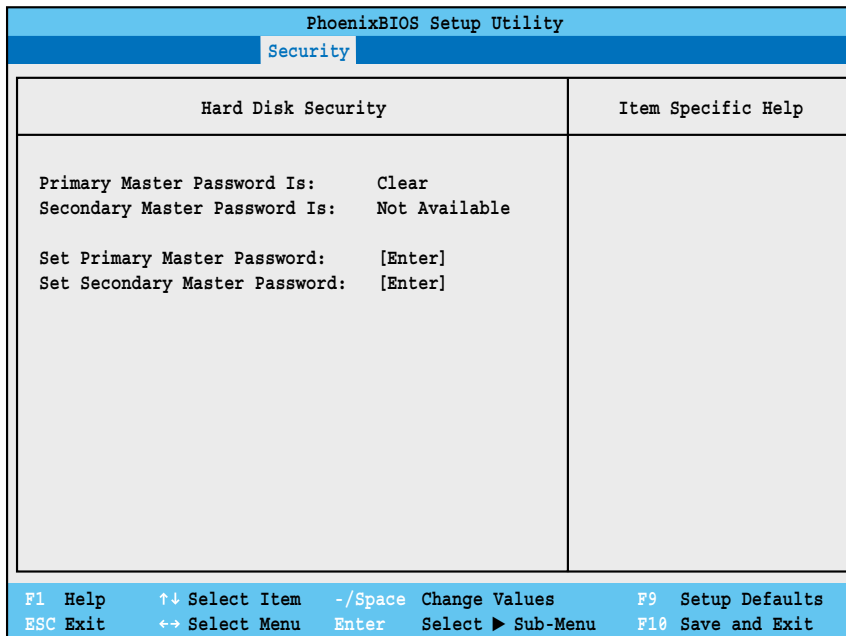 PhoenixBIOS Setup Utility
Security
Hard Disk Security
Item Specific Help
Primary Master Password Is: Clear
Secondary Master Password Is: Not Available
Set Primary Master Password: [Enter]
Set Secondary Master Password: [Enter]
F1 Help ↑↓ Select Item -/Space Change Values F9 Setup Defaults
ESC Exit ←→ Select Menu Enter Select ▶ Sub-Menu F10 Save and Exit